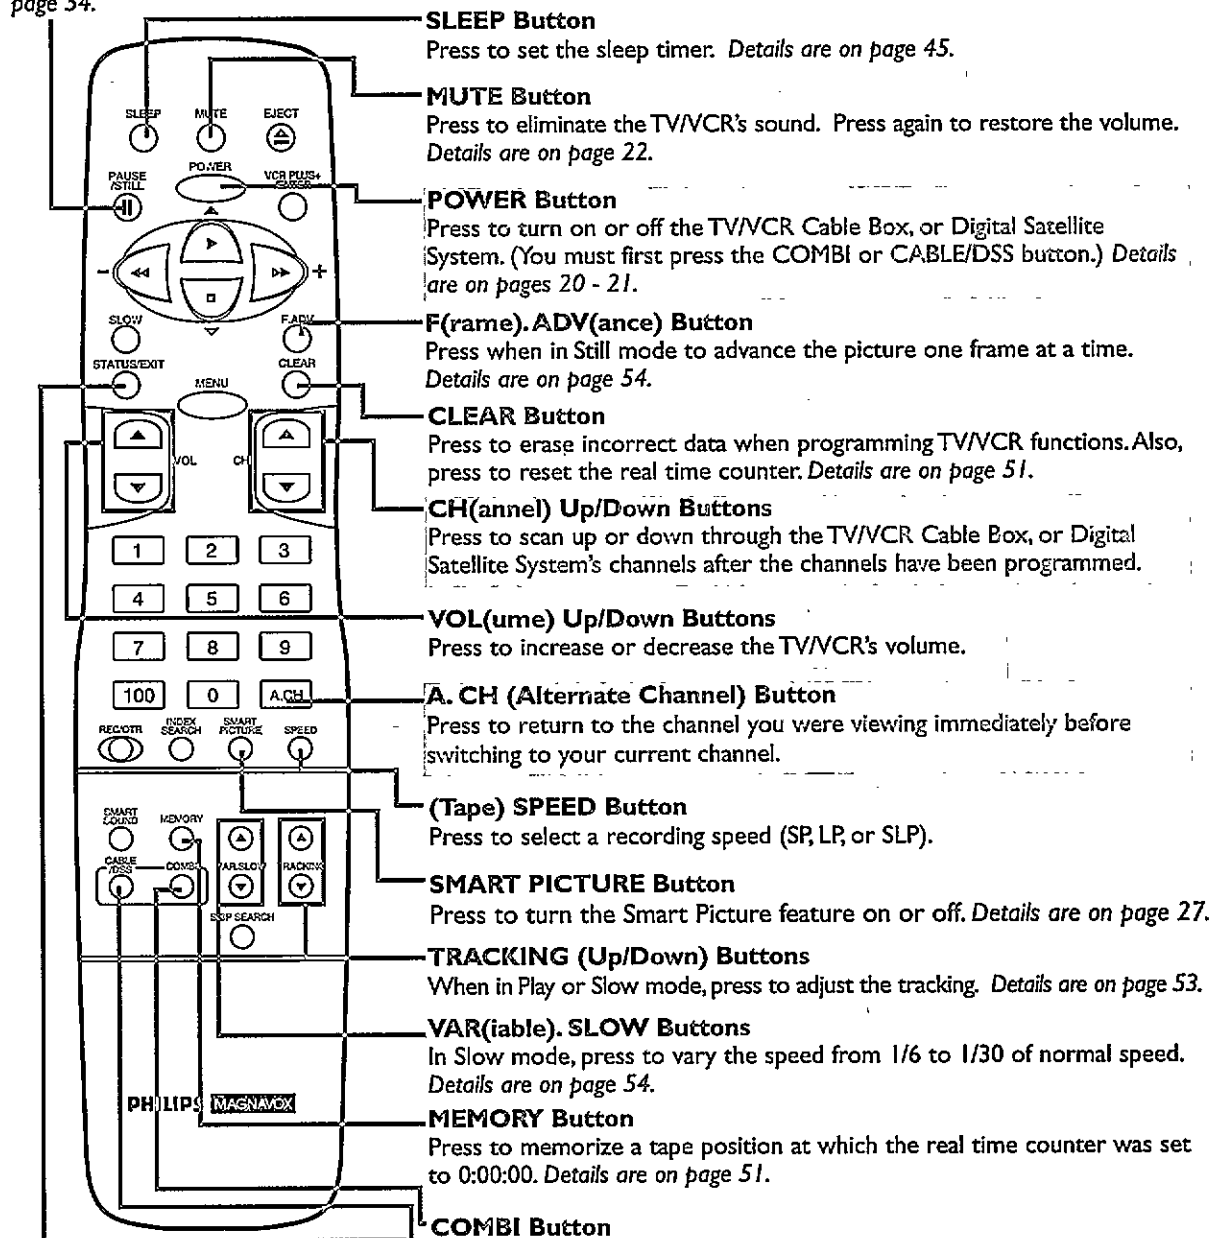 page 54.
SLEEP Button
Press to set the sleep timer. Details are on page 45.
MUTE Button
Press to eliminate the TV/VCR's sound. Press again to restore the volume.
Details are on page 22.
POWER Button
Press to turn on or off the TV/VCR Cable Box, or Digital Satellite
System. (You must first press the COMBI or CABLE/DSS button.) Details
are on pages 20 - 21.
F(rame). ADV(ance) Button
Press when in Still mode to advance the picture one frame at a time.
Details are on page 54.
CLEAR Button
Press to erase incorrect data when programming TV/VCR functions. Also,
press to reset the real time counter. Details are on page 51.
CH(annel) Up/Down Buttons
Press to scan up or down through the TV/VCR Cable Box, or Digital
Satellite System's channels after the channels have been programmed.
VOL(ume) Up/Down Buttons
Press to increase or decrease the TV/VCR's volume.
A. CH (Alternate Channel) Button
Press to return to the channel you were viewing immediately before
switching to your current channel.
(Tape) SPEED Button
Press to select a recording speed (SP, LP, or SLP).
SMART PICTURE Button
Press to turn the Smart Picture feature on or off. Details are on page 27.
TRACKING (Up/Down) Buttons
When in Play or Slow mode, press to adjust the tracking. Details are on page 53.
VAR(iable). SLOW Buttons
In Slow mode, press to vary the speed from 1/6 to 1/30 of normal speed.
Details are on page 54.
MEMORY Button
Press to memorize a tape position at which the real time counter was set
to 0:00:00. Details are on page 51.
COMBI Button
SLEEP MUTE EJECT
PAUSE
/STILL
POWER
VCR PLUS+
/ENTER
- +
SLOW F.ADV
STATUS/EXIT MENU CLEAR
VOL CH
1 2 3
4 5 6
7 8 9
100 0 A.CH
REC/OTR
INDEX
SEARCH
SMART
PICTURE
SPEED
SMART
SOUND
MEMORY
CABLE
/DSS
COMBI
VAR.SLOW
TRACKING
SKIP SEARCH
PHILIPS MAGNAVOX